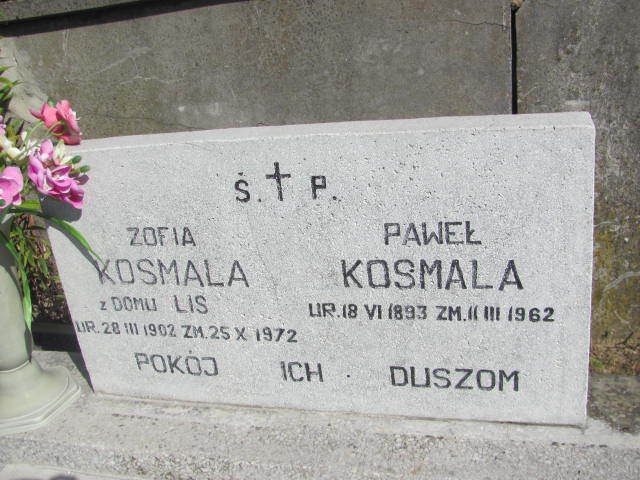 Ś. † P.
ZOFIA
KOSMALA
z DOMU LIS
UR. 28 III 1902 ZM. 25 X 1972
PAWEŁ
KOSMALA
UR. 18 VI 1893 ZM. 11 III 1962
POKÓJ ICH DUSZOM